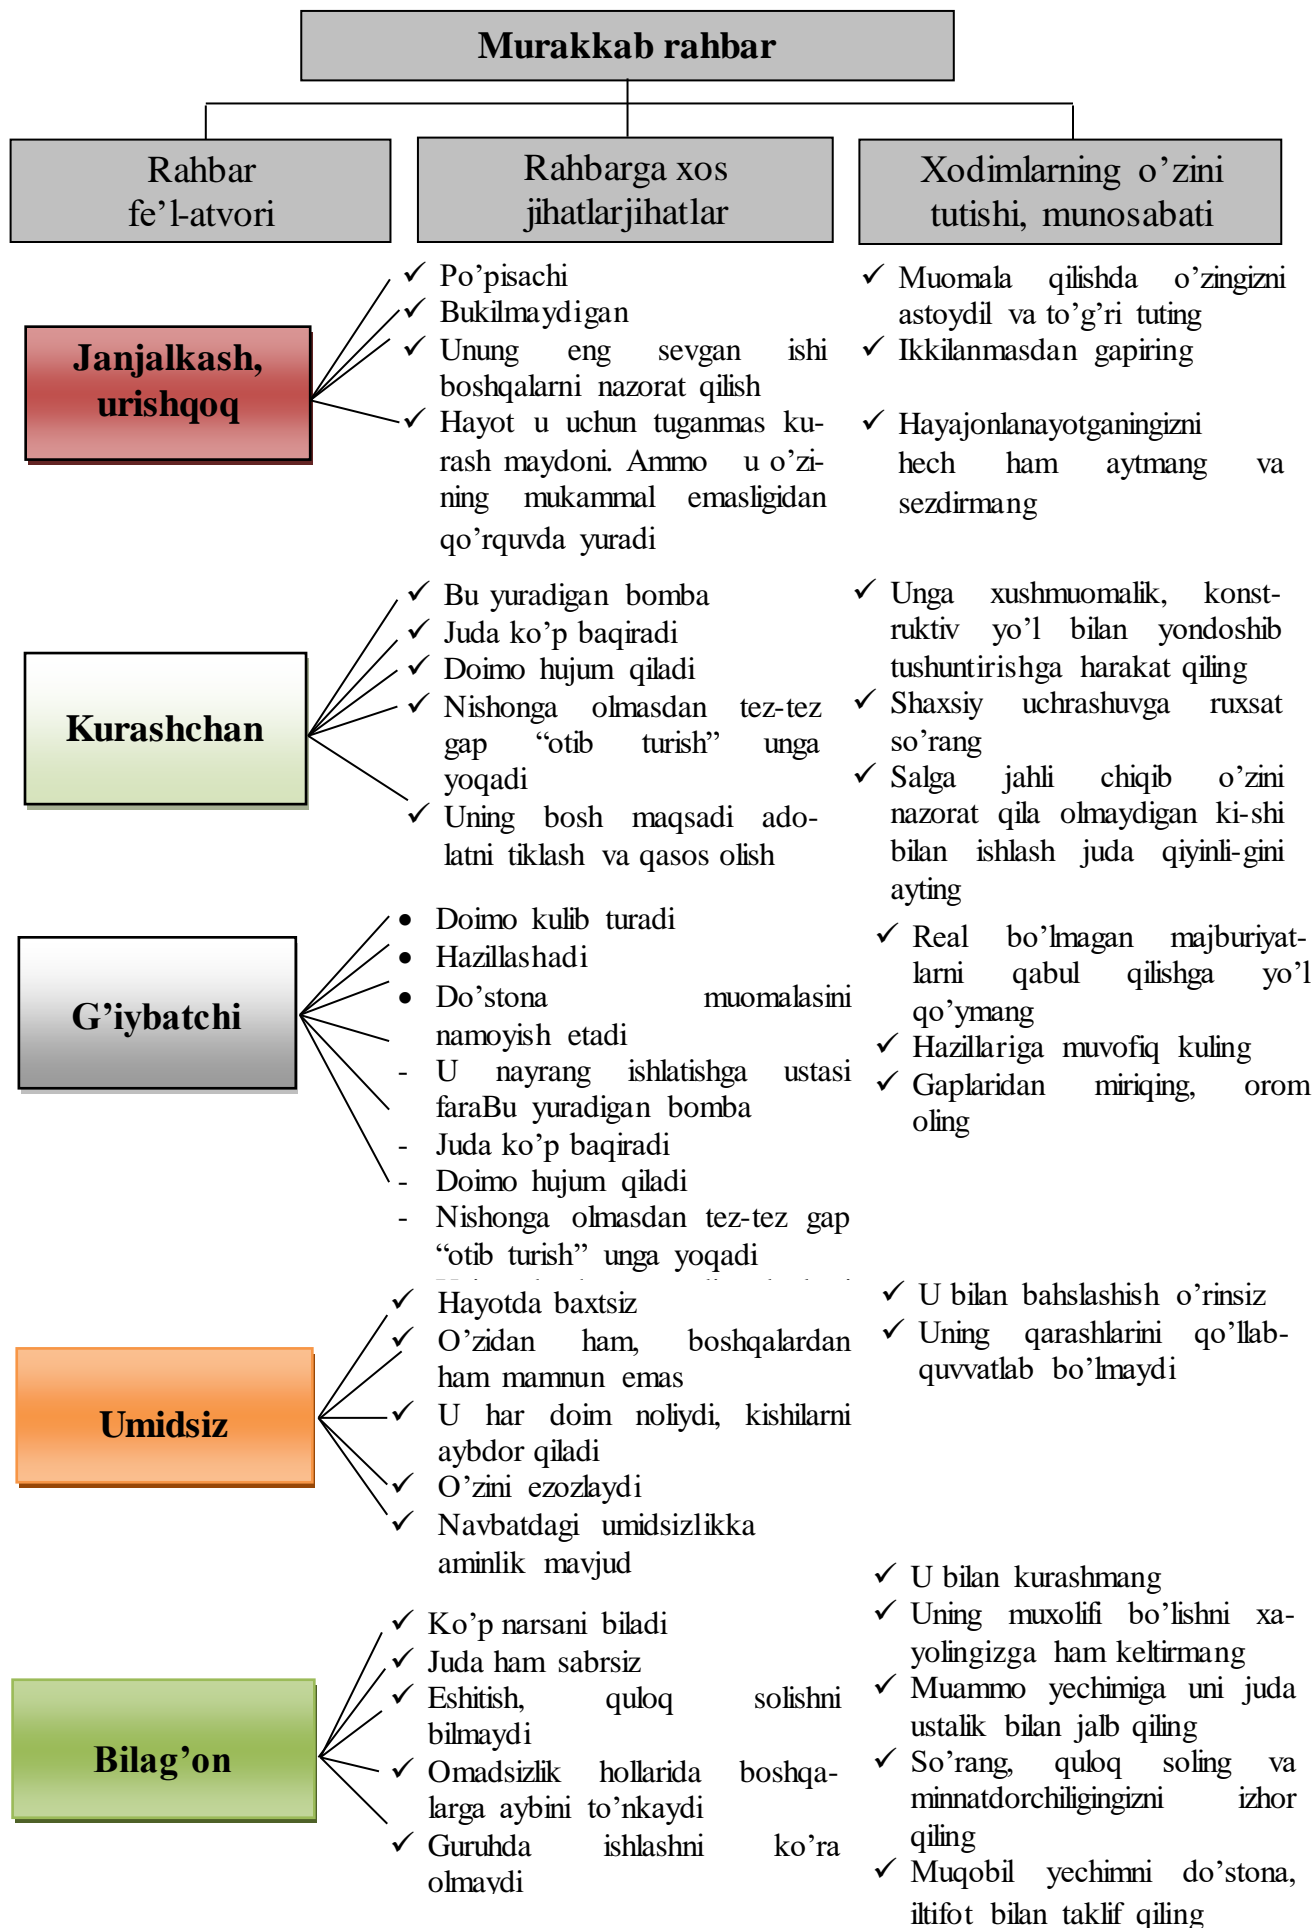 Murakkab rahbar
Rahbar
fe’l-atvori
Rahbarga xos
jihatlarjihatlar
Xodimlarning o’zini
tutishi, munosabati
Janjalkash,
urishqoq
✓ Po’pisachi
✓ Bukilmaydigan
✓ Unung eng sevgan ishi
boshqalarni nazorat qilish
✓ Hayot u uchun tuganmas ku-
rash maydoni. Ammo u o’zi-
ning mukammal emasligidan
qo’rquvda yuradi
✓ Muomala qilishda o’zingizni
astoydil va to’g’ri tuting
✓ Ikkilanmasdan gapiring
✓ Hayajonlanayotganingizni
hech ham aytmang va
sezdirmang
Kurashchan
✓ Bu yuradigan bomba
✓ Juda ko’p baqiradi
✓ Doimo hujum qiladi
✓ Nishonga olmasdan tez-tez
gap “otib turish” unga
yoqadi
✓ Uning bosh maqsadi ado-
latni tiklash va qasos olish
✓ Unga xushmuomalik, konst-
ruktiv yo’l bilan yondoshib
tushuntirishga harakat qiling
✓ Shaxsiy uchrashuvga ruxsat
so’rang
✓ Salga jahli chiqib o’zini
nazorat qila olmaydigan ki-shi
bilan ishlash juda qiyinli-gini
ayting
G’iybatchi
• Doimo kulib turadi
• Hazillashadi
• Do’stona muomalasini
namoyish etadi
- U nayrang ishlatishga ustasi
faraBu yuradigan bomba
- Juda ko’p baqiradi
- Doimo hujum qiladi
- Nishonga olmasdan tez-tez gap
“otib turish” unga yoqadi
✓ Real bo’lmagan majburiyat-
larni qabul qilishga yo’l
qo’ymang
✓ Hazillariga muvofiq kuling
✓ Gaplaridan miriqing, orom
oling
Umidsiz
✓ Hayotda baxtsiz
✓ O’zidan ham, boshqalardan
ham mamnun emas
✓ U har doim noliydi, kishilarni
aybdor qiladi
✓ O’zini ezozlaydi
✓ Navbatdagi umidsizlikka
aminlik mavjud
✓ U bilan bahslashish o’rinsiz
✓ Uning qarashlarini qo’llab-
quvvatlab bo’lmaydi
Bilag’on
✓ Ko’p narsani biladi
✓ Juda ham sabrsiz
✓ Eshitish, quloq solishni
bilmaydi
✓ Omadsizlik hollarida boshqa-
larga aybini to’nkaydi
✓ Guruhda ishlashni ko’ra
olmaydi
✓ U bilan kurashmang
✓ Uning muxolifi bo’lishni xa-
yolingizga ham keltirmang
✓ Muammo yechimiga uni juda
ustalik bilan jalb qiling
✓ So’rang, quloq soling va
minnatdorchiligingizni izhor
qiling
✓ Muqobil yechimni do’stona,
iltifot bilan taklif qiling